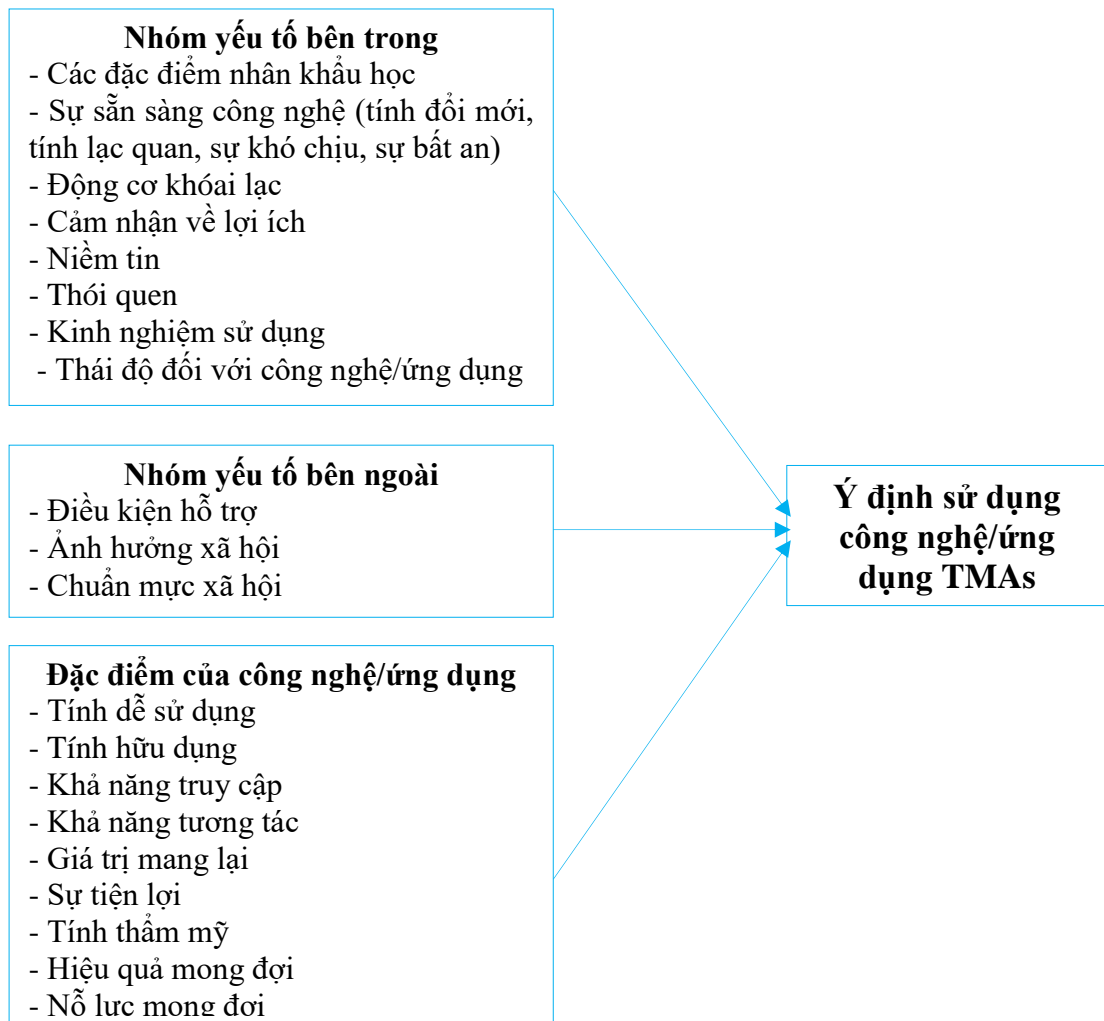 Nhóm yếu tố bên trong
- Các đặc điểm nhân khẩu học
- Sự sẵn sàng công nghệ (tính đổi mới,
tính lạc quan, sự khó chịu, sự bất an)
- Động cơ khóai lạc
- Cảm nhận về lợi ích
- Niềm tin
- Thói quen
- Kinh nghiệm sử dụng
- Thái độ đối với công nghệ/ứng dụng
Nhóm yếu tố bên ngoài
- Điều kiện hỗ trợ
- Ảnh hưởng xã hội
- Chuẩn mực xã hội
Đặc điểm của công nghệ/ứng dụng
- Tính dễ sử dụng
- Tính hữu dụng
- Khả năng truy cập
- Khả năng tương tác
- Giá trị mang lại
- Sự tiện lợi
- Tính thẩm mỹ
- Hiệu quả mong đợi
- Nỗ lực mong đợi
Ý định sử dụng
công nghệ/ứng
dụng TMAs